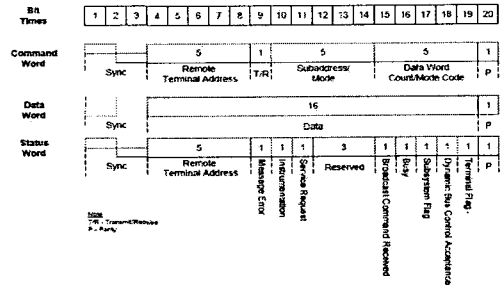 Bit Times 1 2 3 4 5 6 7 8 9 10 11 12 13 14 15 16 17 18 19 20
Command Word
5 1 5 5 1
Sync Remote Terminal Address T/R Subaddress/Mode Data Word Count/Mode Code P
Data Word
16 1
Sync Data P
Status Word
5 1 1 1 3 1 1 1 1 1 1
Sync Remote Terminal Address Message Error Instrumentation Service Request Reserved Broadcast Command Received Busy Subsystem Flag Dynamic Bus Control Acceptance Terminal Flag P
Note
T/R - Transmit/Receive
P - Parity